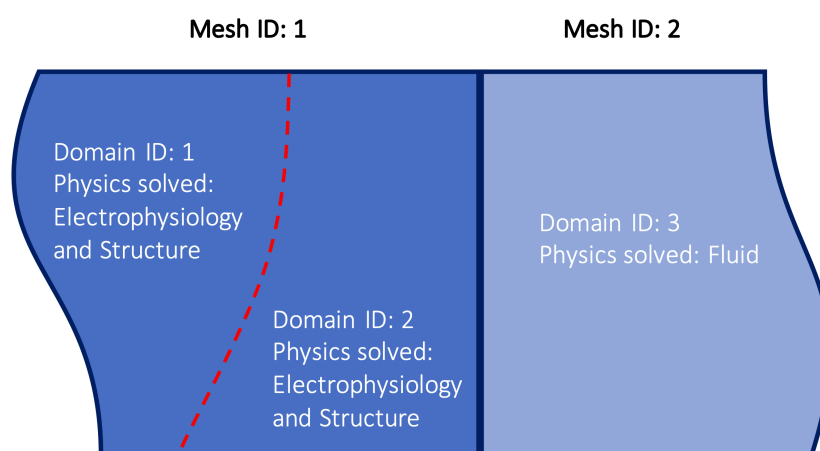 Mesh ID: 1
Mesh ID: 2
Domain ID: 1
Physics solved:
Electrophysiology
and Structure
Domain ID: 2
Physics solved:
Electrophysiology
and Structure
Domain ID: 3
Physics solved: Fluid